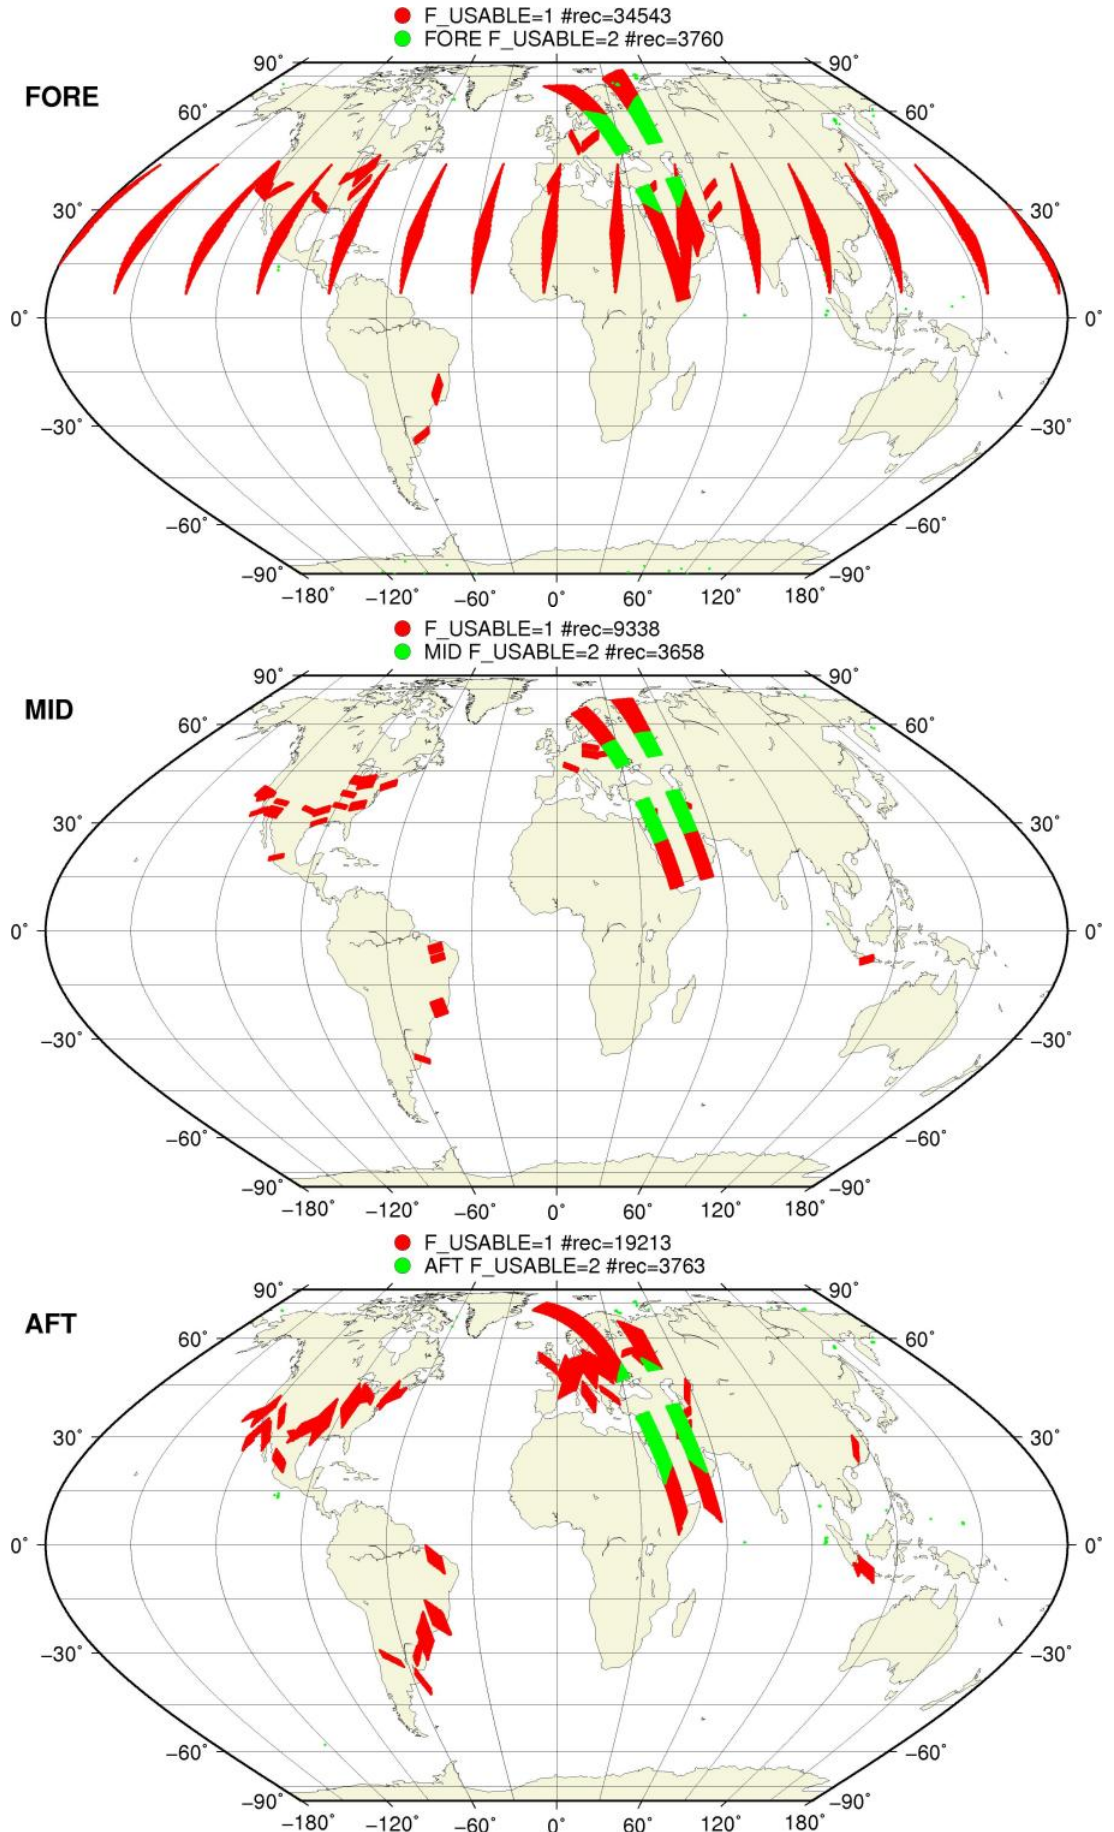 F_USABLE=1 #rec=34543
FORE F_USABLE=2 #rec=3760
FORE
90° 90°
60° 60°
30° 30°
0° 0°
−30° −30°
−60° −60°
−90° −90°
−180° −120° −60° 0° 60° 120° 180°
F_USABLE=1 #rec=9338
MID F_USABLE=2 #rec=3658
MID
90° 90°
60° 60°
30° 30°
0° 0°
−30° −30°
−60° −60°
−90° −90°
−180° −120° −60° 0° 60° 120° 180°
F_USABLE=1 #rec=19213
AFT F_USABLE=2 #rec=3763
AFT
90° 90°
60° 60°
30° 30°
0° 0°
−30° −30°
−60° −60°
−90° −90°
−180° −120° −60° 0° 60° 120° 180°